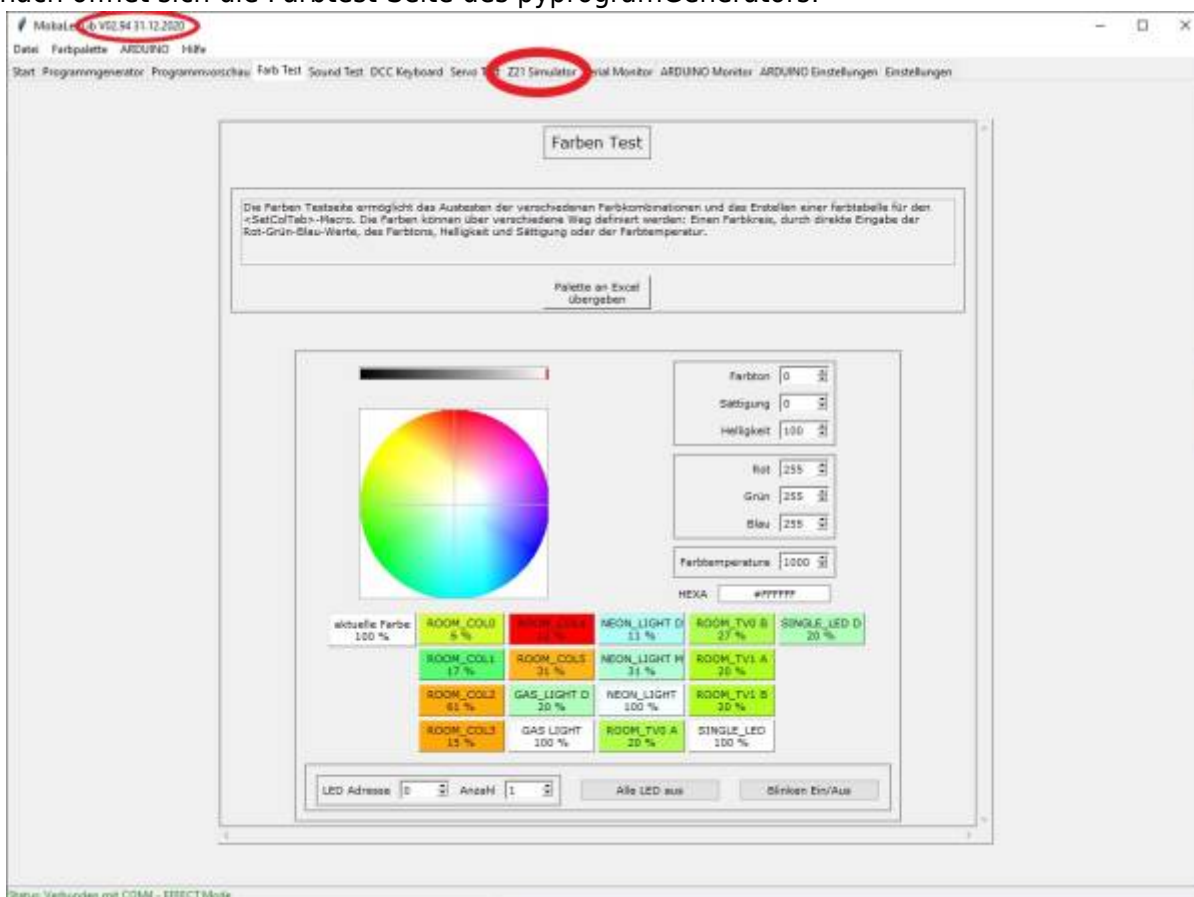 nach öffnet sich die Farbtest-Seite des pyProgramGenerators:
MobaLedLib V02.94 31.12.2020
Datei Farbpalette ARDUINO Hilfe
Start Programmgenerator Programmvorschau Farb Test Sound Test DCC Keyboard Servo Test Z21 Simulator Serial Monitor ARDUINO Monitor ARDUINO Einstellungen Einstellungen
Farben Test
Die Farben Testseite ermöglicht das Austesten der verschiedenen Farbkombinationen und das Erstellen einer farbtabelle für den
<SetColTab>-Macro. Die Farben können über verschiedene Weg definiert werden: Einen Farbkreis, durch direkte Eingabe der
Rot-Grün-Blau-Werte, des Farbtons, Helligkeit und Sättigung oder der Farbtemperatur.
Palette an Excel
übergeben
Farbton 0
Sättigung 0
Helligkeit 100
Rot 255
Grün 255
Blau 255
Farbtemperature 1000
HEXA #FFFFFF
aktuelle Farbe ROOM_COL0 ROOM_COL4 NEON_LIGHT D ROOM_TV0 B SINGLE_LED D
100 % 6 % 27 % 20 %
11 %
ROOM_COL1 ROOM_COL5 NEON_LIGHT M ROOM_TV1 A
17 % 31 % 31 % 20 %
ROOM_COL2 GAS_LIGHT D NEON_LIGHT ROOM_TV1 B
61 % 20 % 100 % 20 %
ROOM_COL3 GAS LIGHT ROOM_TV0 A SINGLE_LED
15 % 100 % 20 % 100 %
LED Adresse 0 Anzahl 1 Alle LED aus Blinken Ein/Aus
Status: Verbunden mit